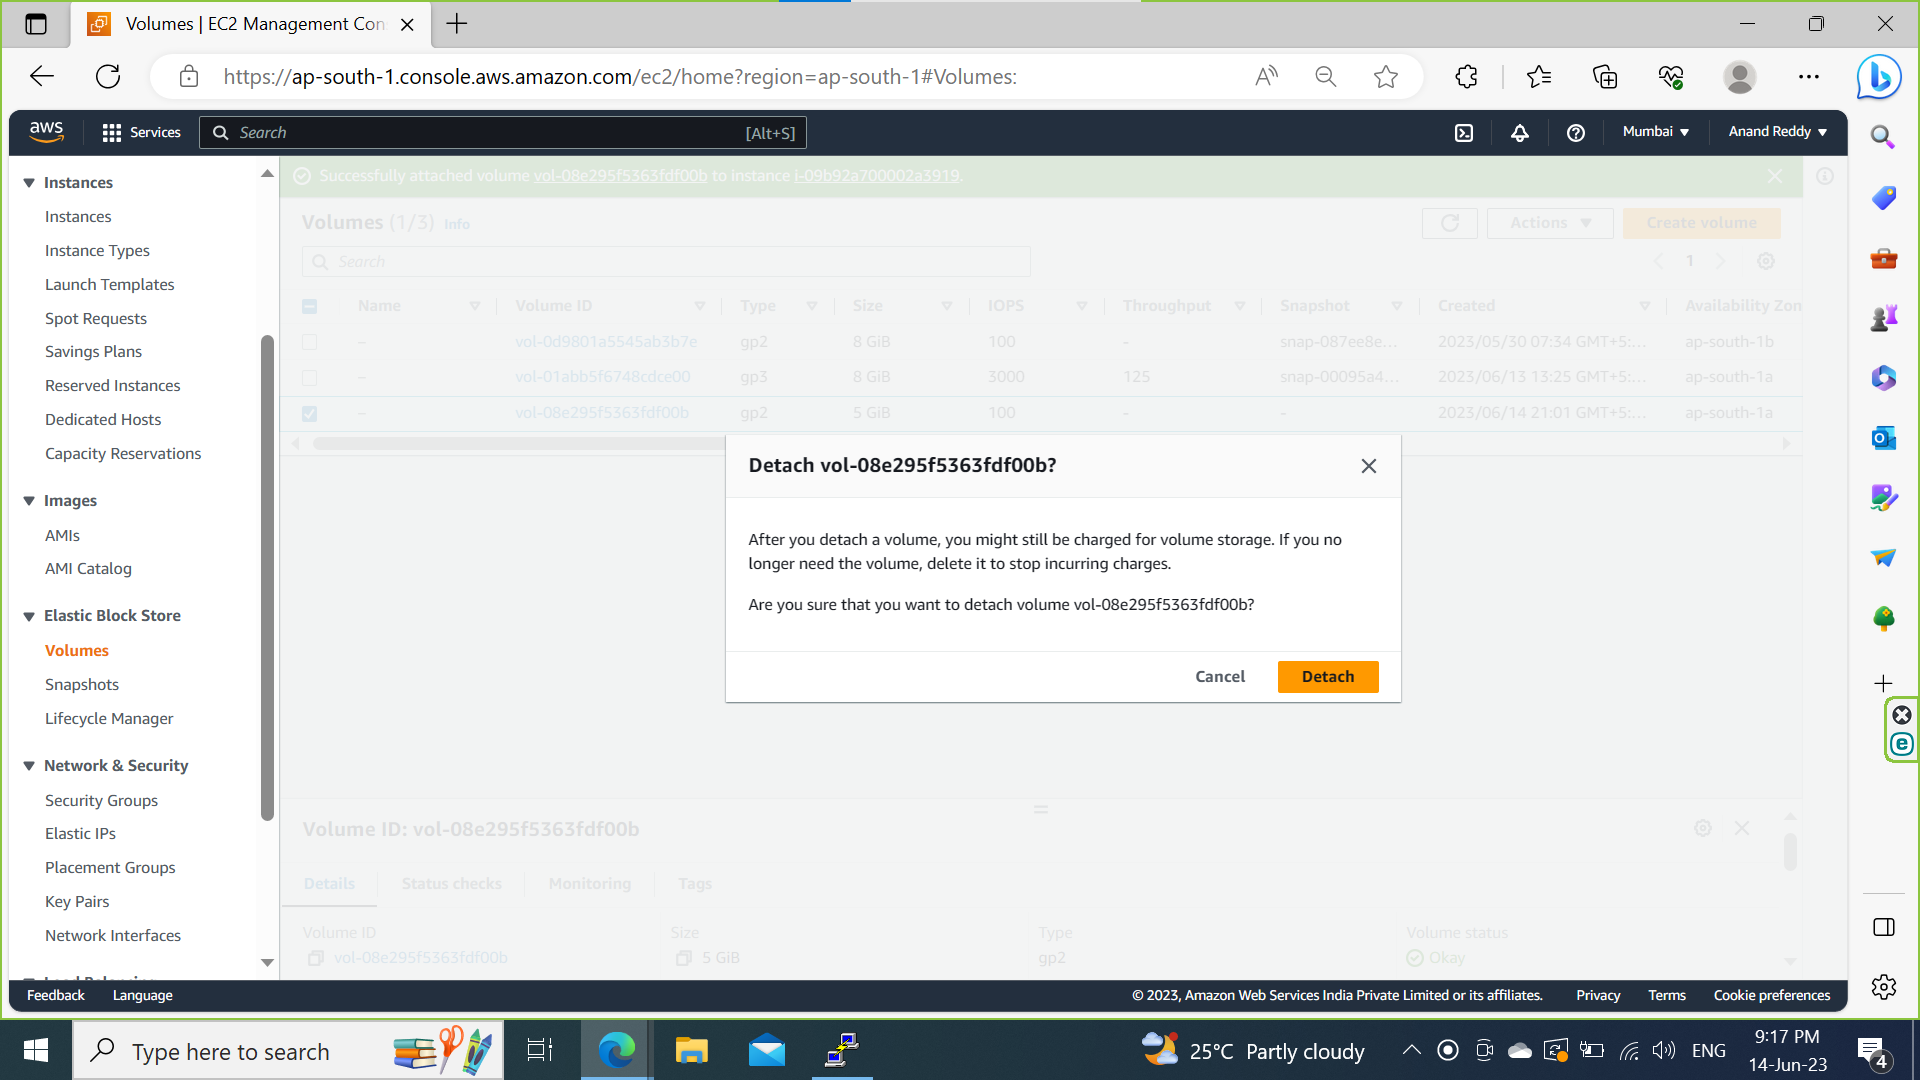 Volumes | EC2 Management Con
https://ap-south-1.console.aws.amazon.com/ec2/home?region=ap-south-1#Volumes:
aws
Services
Search
[Alt+S]
Mumbai
Anand Reddy
Instances
Instances
Instance Types
Launch Templates
Spot Requests
Savings Plans
Reserved Instances
Dedicated Hosts
Capacity Reservations
Images
AMIs
AMI Catalog
Elastic Block Store
Volumes
Snapshots
Lifecycle Manager
Network & Security
Security Groups
Elastic IPs
Placement Groups
Key Pairs
Network Interfaces
Successfully attached volume vol-08e295f5363fdf00b to instance i-09b92a700002a3919.
Volumes (1/3) Info
Actions
Create volume
Search
1
Name Volume ID Type Size IOPS Throughput Snapshot Created Availability Zon
– vol-0d9801a5545ab3b7e gp2 8 GiB 100 - snap-087ee8e... 2023/05/30 07:34 GMT+5:... ap-south-1b
– vol-01abb5f6748cdce00 gp3 8 GiB 3000 125 snap-00095a4... 2023/06/13 13:25 GMT+5:... ap-south-1a
– vol-08e295f5363fdf00b gp2 5 GiB 100 - - 2023/06/14 21:01 GMT+5:... ap-south-1a
Detach vol-08e295f5363fdf00b?
After you detach a volume, you might still be charged for volume storage. If you no
longer need the volume, delete it to stop incurring charges.
Are you sure that you want to detach volume vol-08e295f5363fdf00b?
Cancel
Detach
Volume ID: vol-08e295f5363fdf00b
Details Status checks Monitoring Tags
Volume ID Size Type Volume status
vol-08e295f5363fdf00b 5 GiB gp2 Okay
Feedback Language
© 2023, Amazon Web Services India Private Limited or its affiliates. Privacy Terms Cookie preferences
Type here to search
25°C Partly cloudy
ENG
9:17 PM
14-Jun-23
4